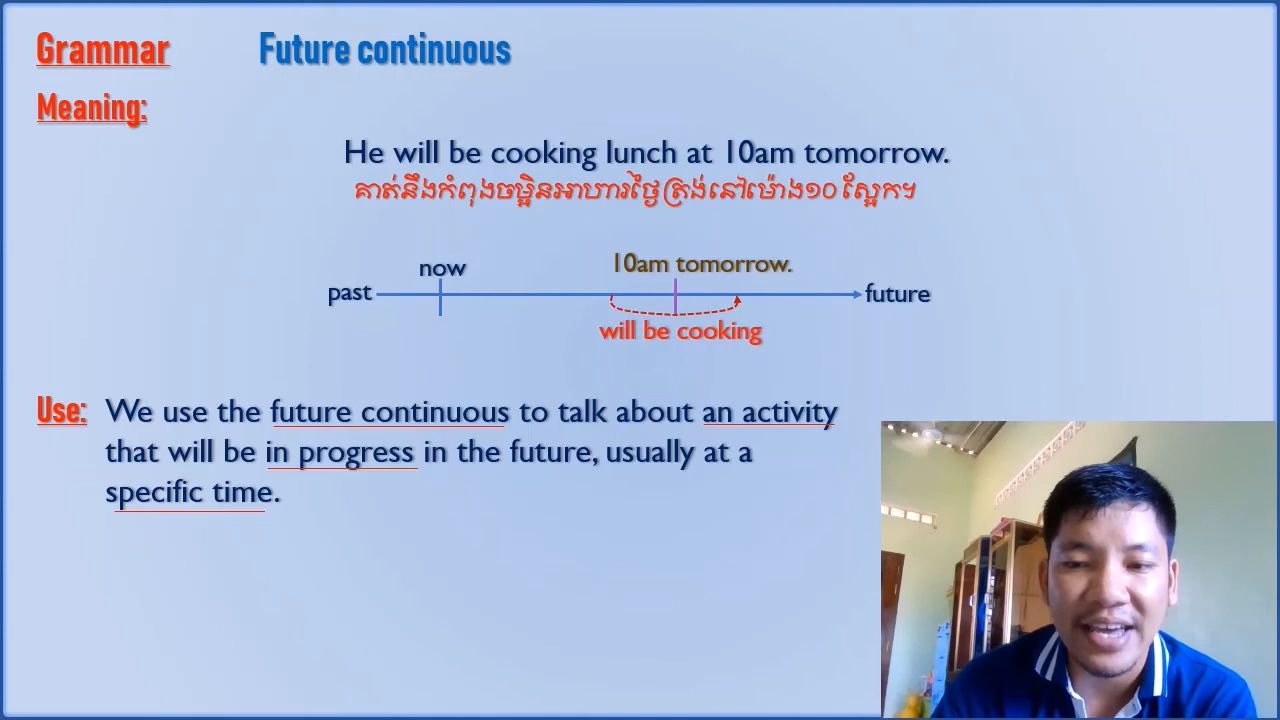 Grammar Future continuous
Meaning:
He will be cooking lunch at 10am tomorrow.
គាត់នឹងកំពុងចម្អិនអាហារថ្ងៃត្រង់នៅម៉ោង១០ ស្អែក។
now 10am tomorrow.
past future
will be cooking
Use: We use the future continuous to talk about an activity
that will be in progress in the future, usually at a
specific time.